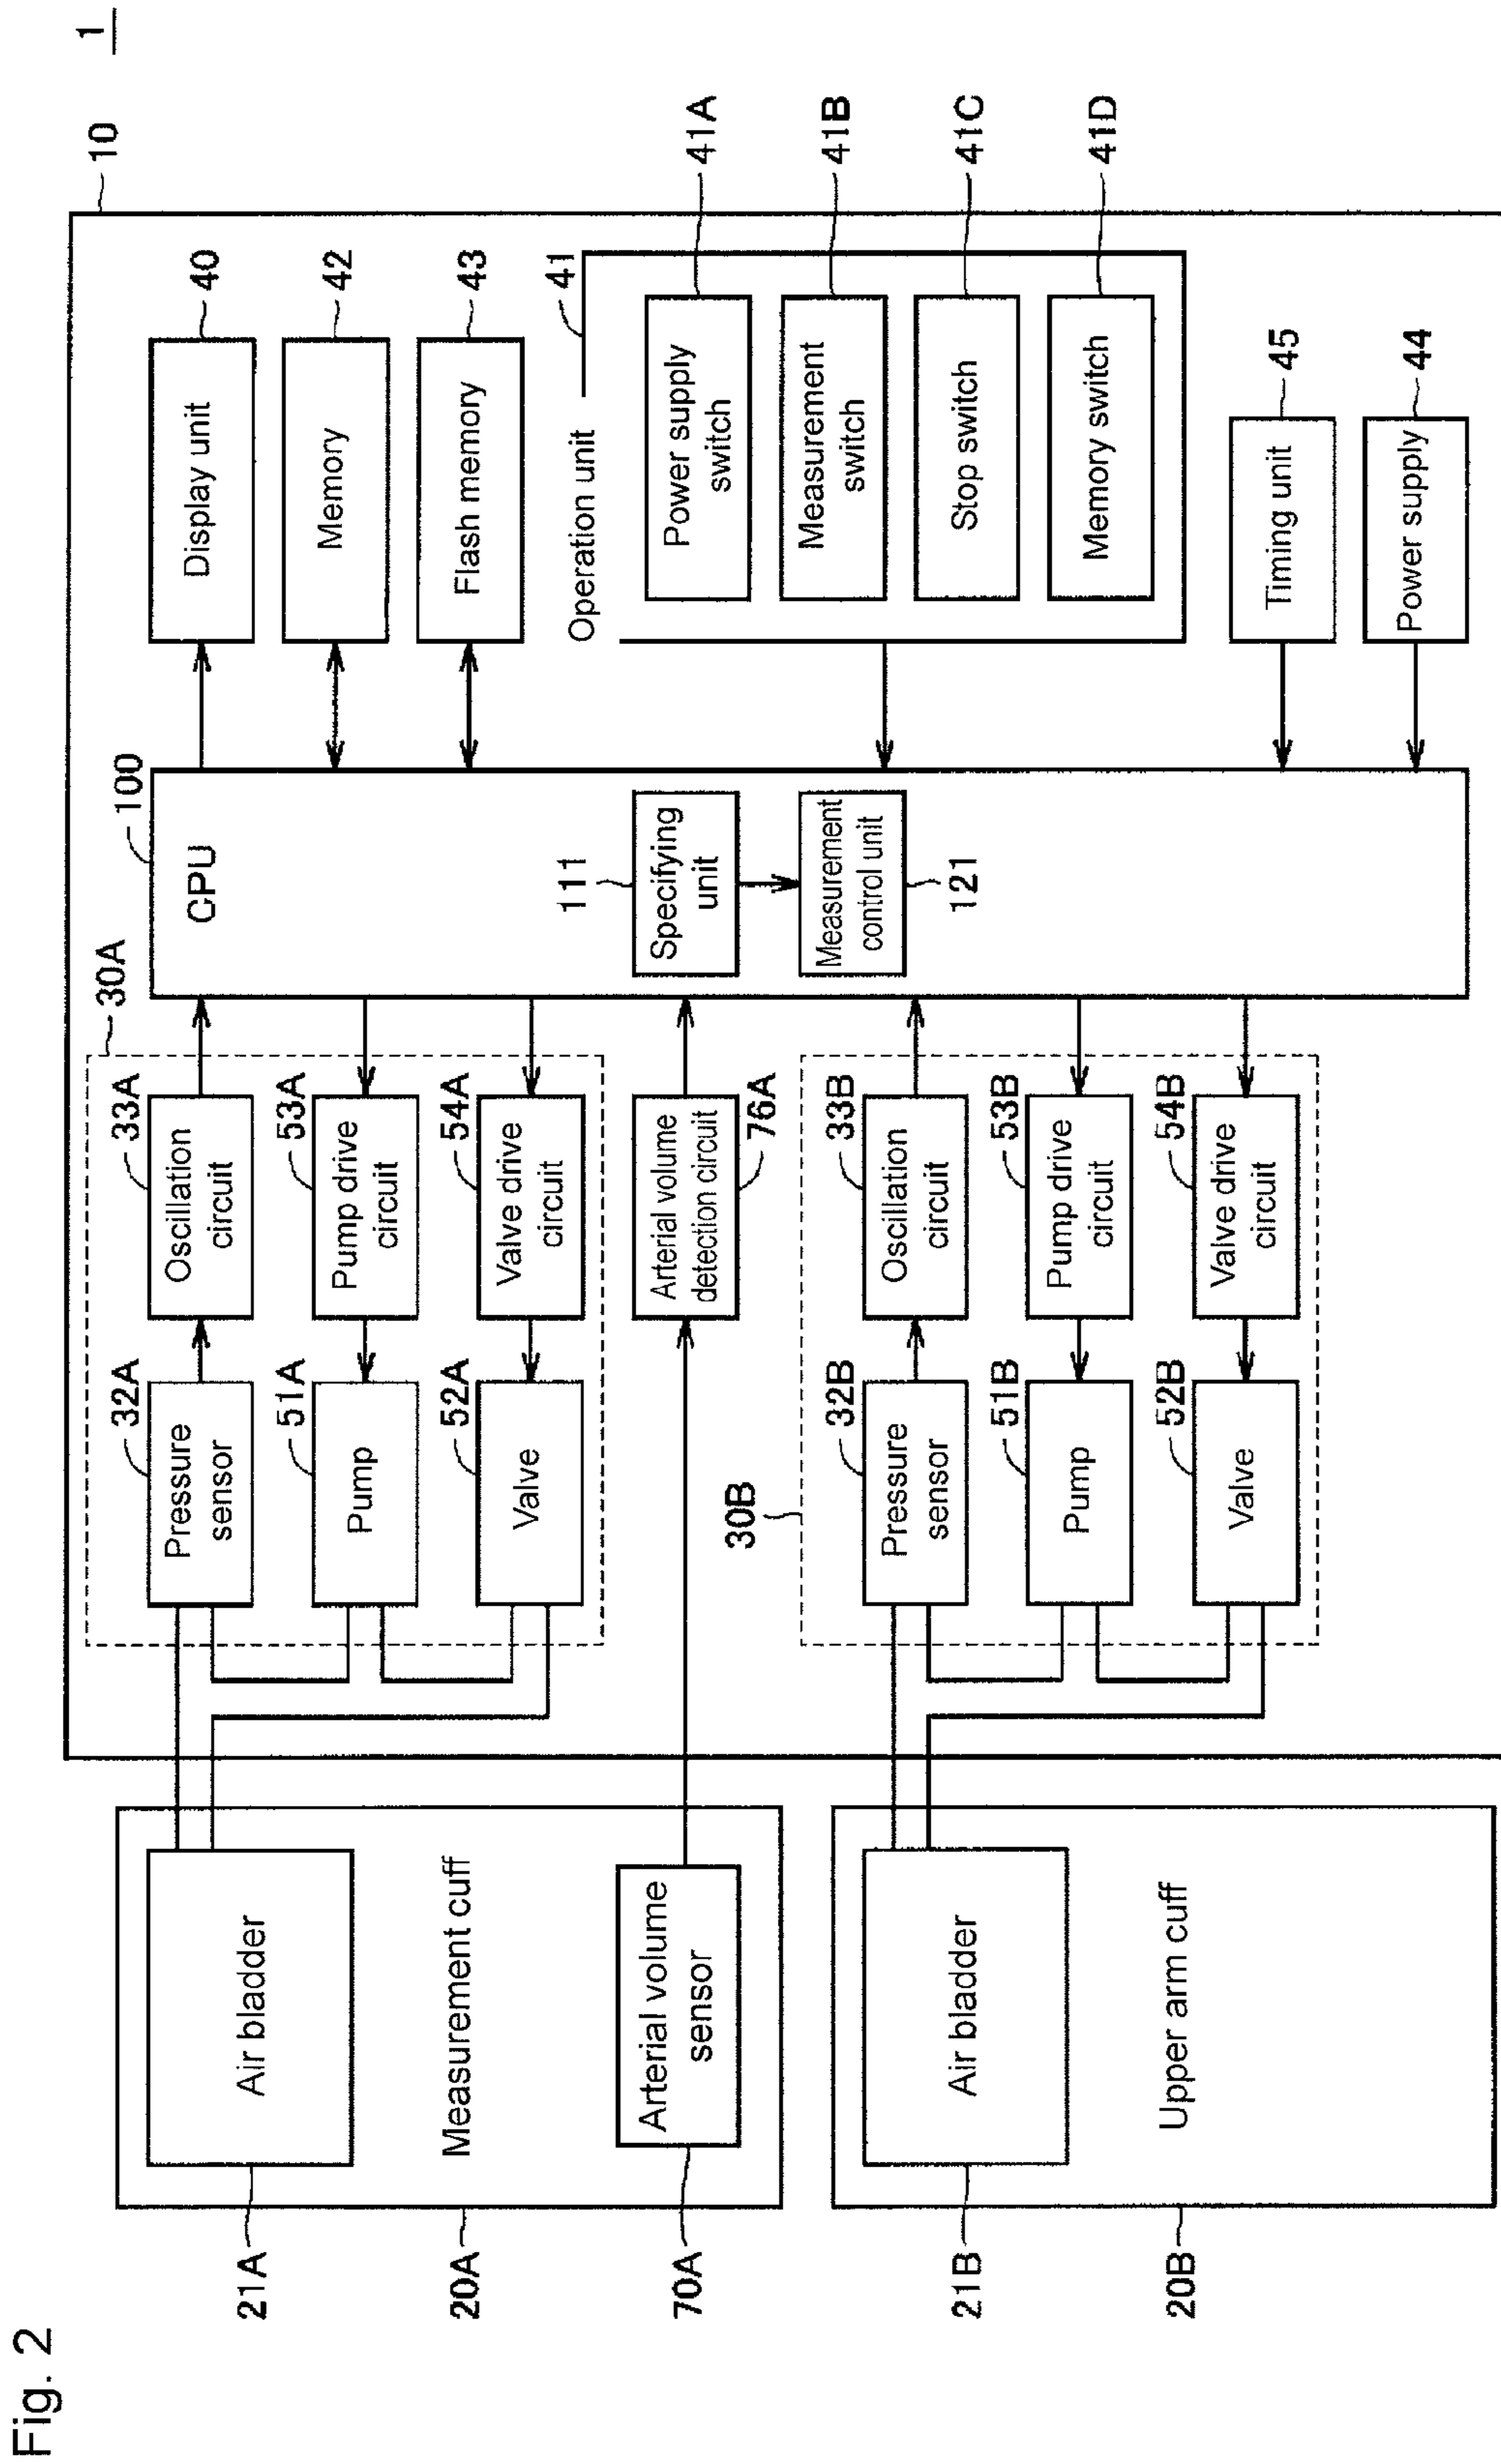 Fig. 2
1
10
30A
100
CPU
21A
Air bladder
20A
Measurement cuff
70A
Arterial volume
sensor
32A
Pressure
sensor
33A
Oscillation
circuit
51A
Pump
53A
Pump drive
circuit
52A
Valve
54A
Valve drive
circuit
Arterial volume
detection circuit
76A
30B
21B
Air bladder
20B
Upper arm cuff
32B
Pressure
sensor
33B
Oscillation
circuit
51B
Pump
53B
Pump drive
circuit
52B
Valve
54B
Valve drive
circuit
111
Specifying
unit
Measurement
control unit
121
Display unit
40
Memory
42
Flash memory
43
Operation unit
41
Power supply
switch
41A
Measurement
switch
41B
Stop switch
41C
Memory switch
41D
Timing unit
45
Power supply
44